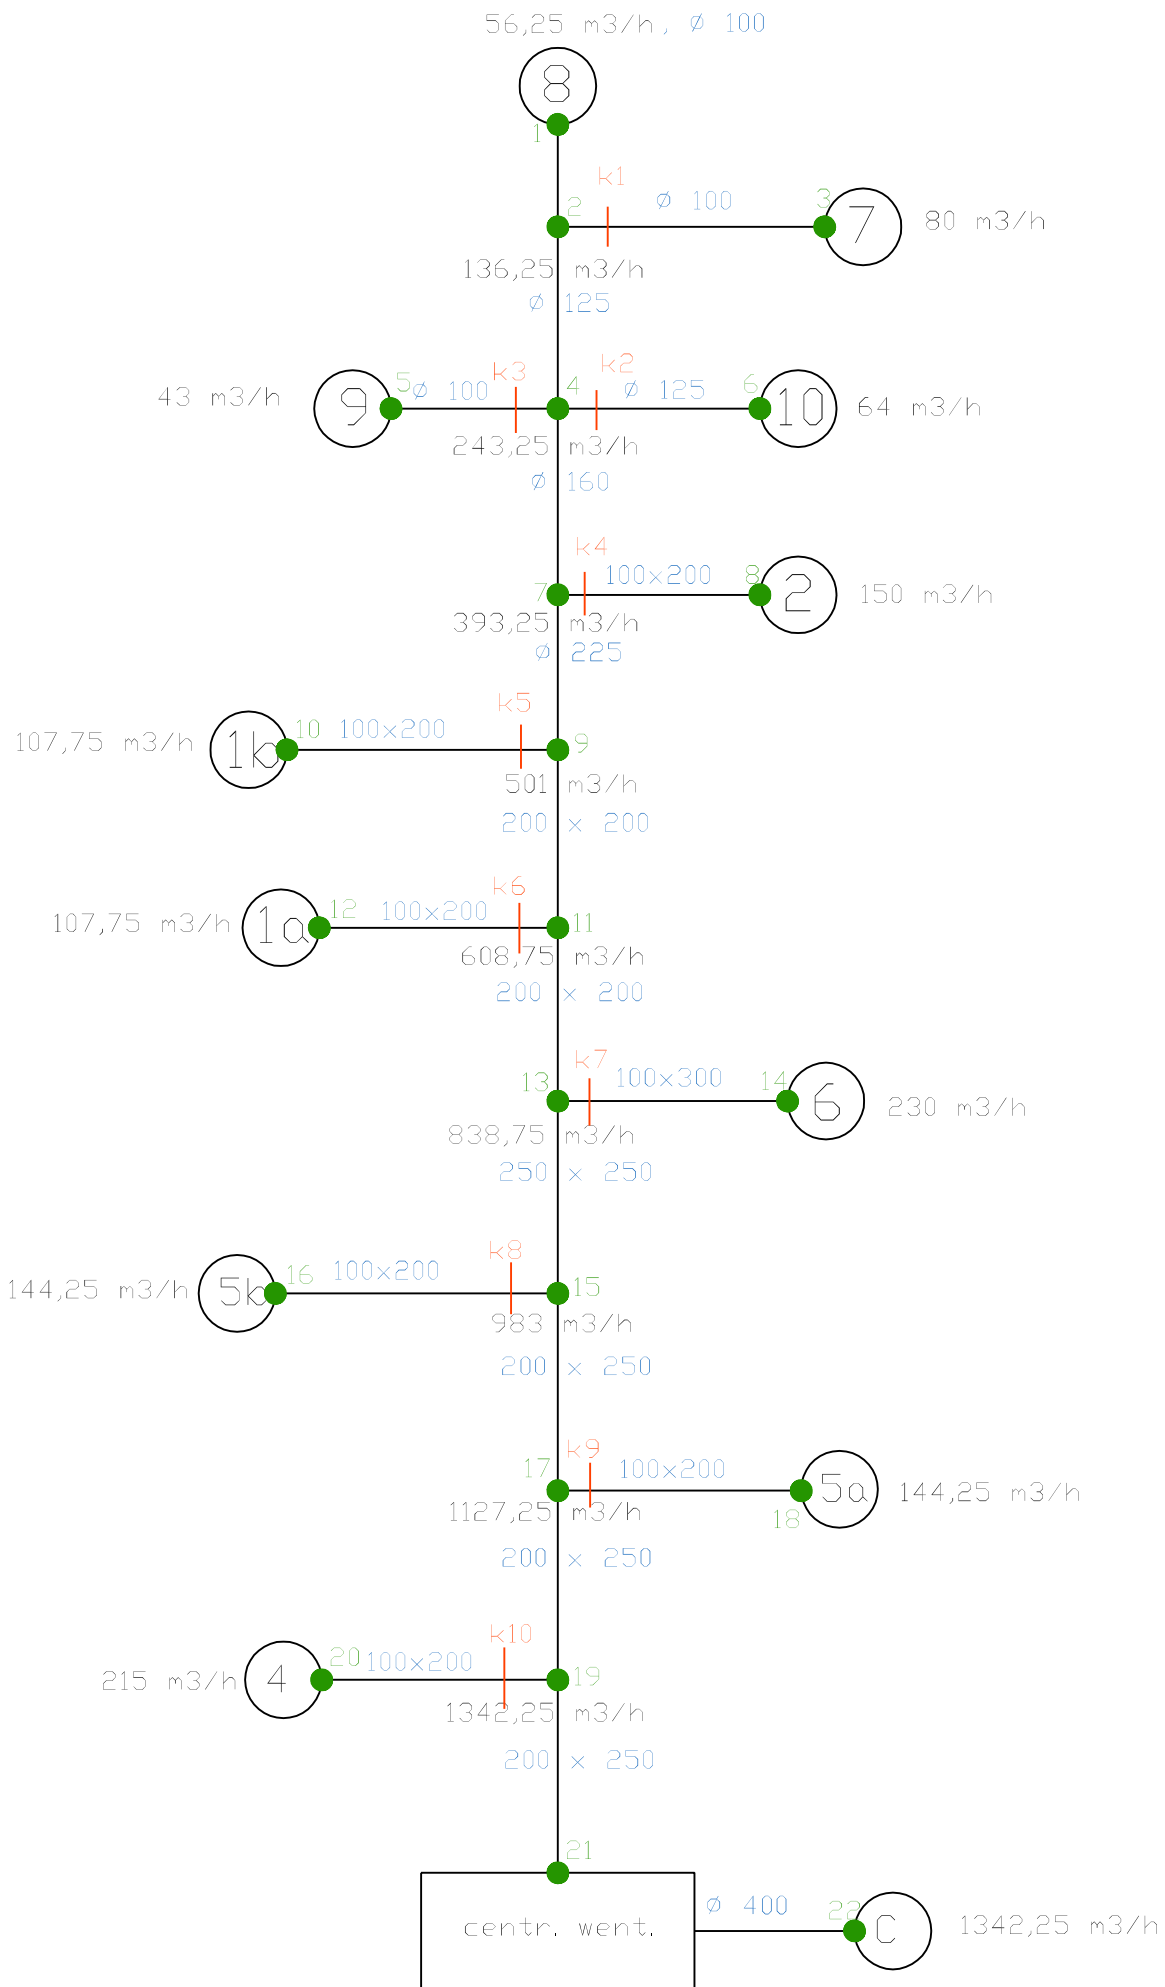 56,25 m3/h, ø 100
8
1
k1
2
ø 100
3
7
80 m3/h
136,25 m3/h
ø 125
43 m3/h
9
5
ø 100
k3
4
k2
ø 125
6
10
64 m3/h
243,25 m3/h
ø 160
k4
7
100x200
8
2
150 m3/h
393,25 m3/h
ø 225
107,75 m3/h
1b
10
100x200
k5
9
501 m3/h
200 x 200
107,75 m3/h
1a
12
100x200
k6
11
608,75 m3/h
200 x 200
13
k7
100x300
14
6
230 m3/h
838,75 m3/h
250 x 250
144,25 m3/h
5b
16
100x200
k8
15
983 m3/h
200 x 250
17
k9
100x200
18
5a
144,25 m3/h
1127,25 m3/h
200 x 250
215 m3/h
4
20
100x200
k10
19
1342,25 m3/h
200 x 250
21
centr. went.
ø 400
22
C
1342,25 m3/h